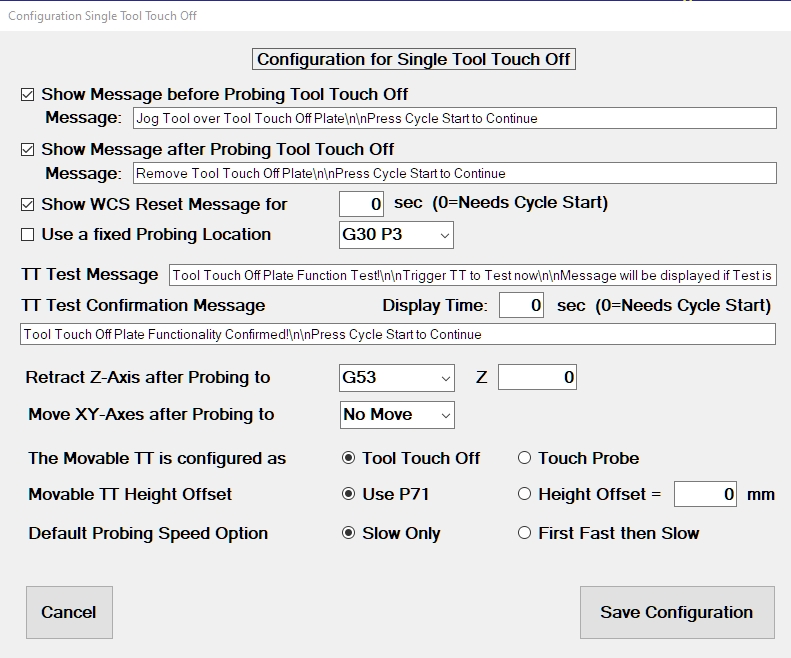 Configuration Single Tool Touch Off
Configuration for Single Tool Touch Off
Show Message before Probing Tool Touch Off
Message: Jog Tool over Tool Touch Off Plate\n\nPress Cycle Start to Continue
Show Message after Probing Tool Touch Off
Message: Remove Tool Touch Off Plate\n\nPress Cycle Start to Continue
Show WCS Reset Message for 0 sec (0=Needs Cycle Start)
Use a fixed Probing Location G30 P3
TT Test Message Tool Touch Off Plate Function Test!\n\nTrigger TT to Test now\n\nMessage will be displayed if Test is
TT Test Confirmation Message Display Time: 0 sec (0=Needs Cycle Start)
Tool Touch Off Plate Functionality Confirmed!\n\nPress Cycle Start to Continue
Retract Z-Axis after Probing to G53 Z 0
Move XY-Axes after Probing to No Move
The Movable TT is configured as Tool Touch Off Touch Probe
Movable TT Height Offset Use P71 Height Offset = 0 mm
Default Probing Speed Option Slow Only First Fast then Slow
Cancel Save Configuration